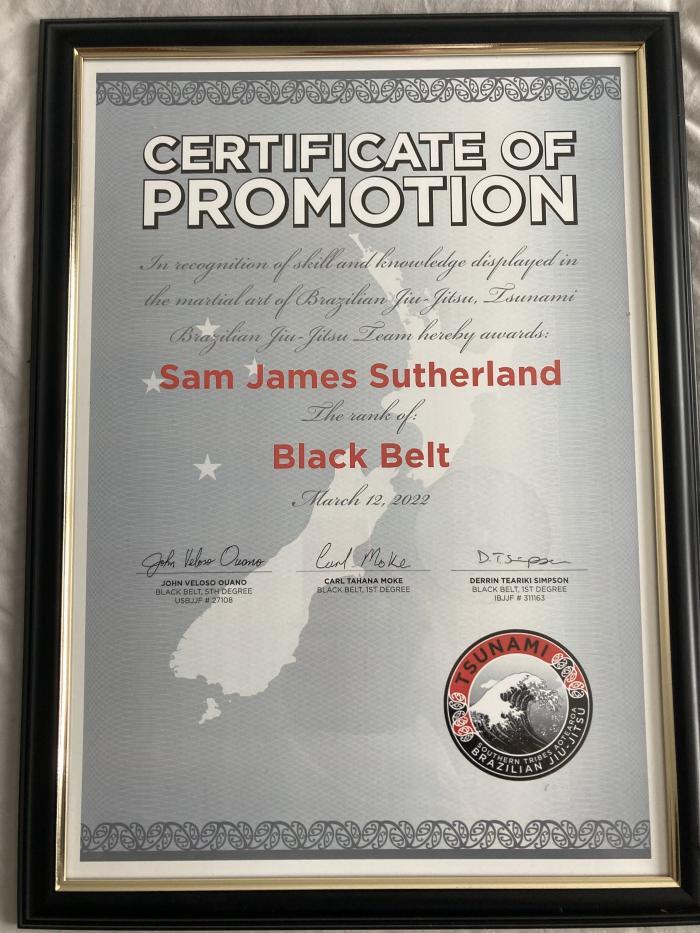 CERTIFICATE OF
PROMOTION
In recognition of skill and knowledge displayed in
the martial art of Brazilian Jiu-Jitsu, Tsunami
Brazilian Jiu-Jitsu Team hereby awards:
Sam James Sutherland
The rank of:
Black Belt
March 12, 2022
John Veloso Ouano
Carl Moke
D.Tsimpson
JOHN VELOSO OUANO
BLACK BELT, 5TH DEGREE
USBJJF # 27108
CARL TAHANA MOKE
BLACK BELT, 1ST DEGREE
DERRIN TEARIKI SIMPSON
BLACK BELT, 1ST DEGREE
IBJJF # 311163
TSUNAMI
SOUTHERN TRIBES AOTEAROA
BRAZILIAN JIU-JITSU